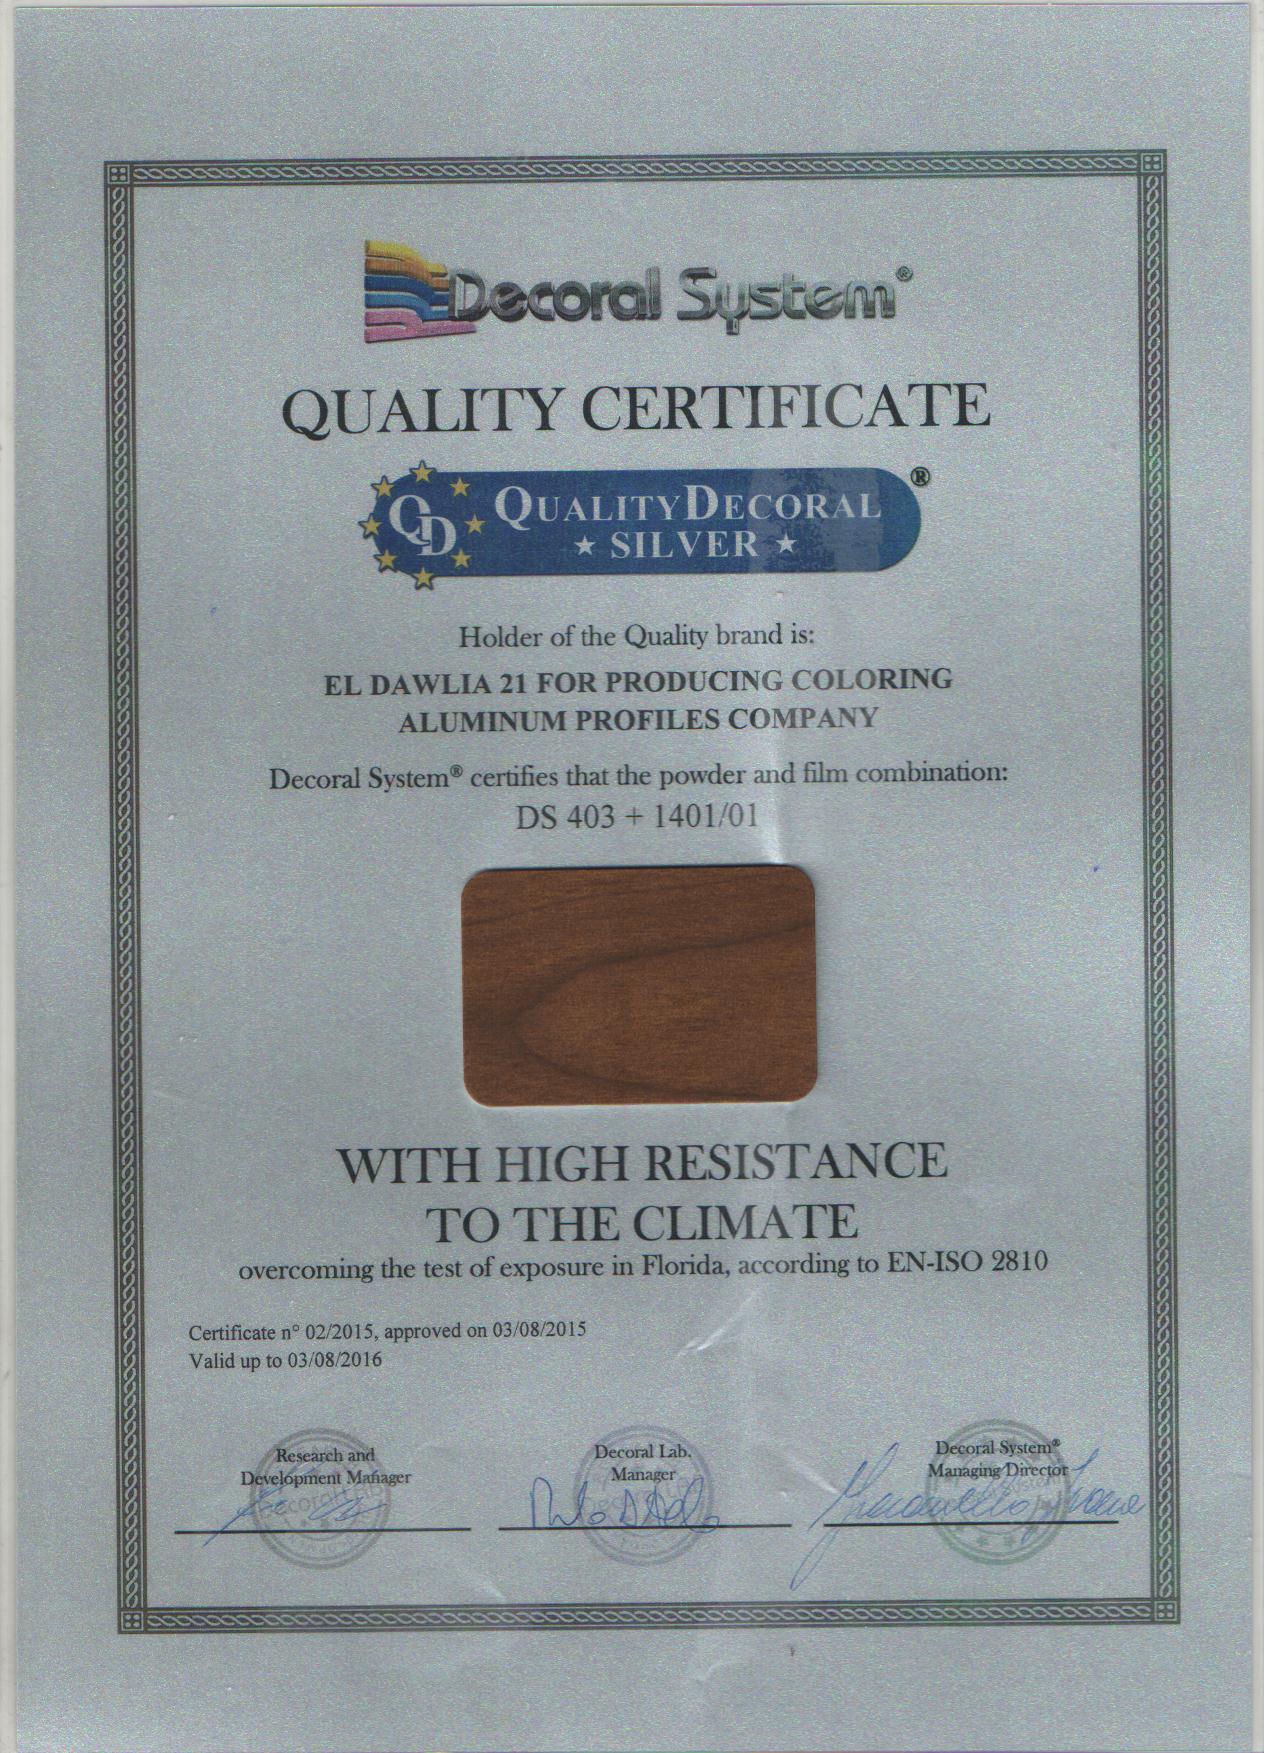 Decoral System®
QUALITY CERTIFICATE
QD QUALITYDECORAL ®
★ SILVER ★
Holder of the Quality brand is:
EL DAWLIA 21 FOR PRODUCING COLORING
ALUMINUM PROFILES COMPANY
Decoral System® certifies that the powder and film combination:
DS 403 + 1401/01
WITH HIGH RESISTANCE
TO THE CLIMATE
overcoming the test of exposure in Florida, according to EN-ISO 2810
Certificate n° 02/2015, approved on 03/08/2015
Valid up to 03/08/2016
Research and
Development Manager
Decoral Lab.
Manager
Decoral System®
Managing Director